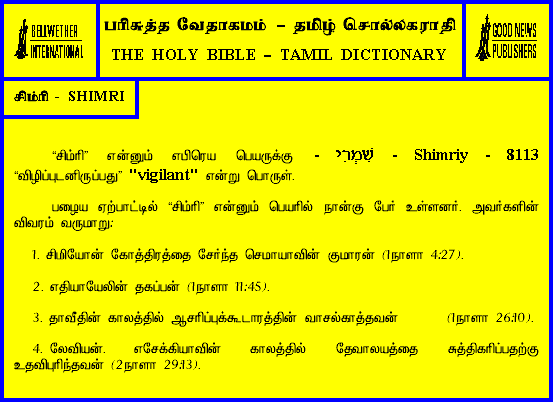 BELLWETHER
INTERNATIONAL
பரிசுத்த வேதாகமம் – தமிழ் சொல்லகராதி
THE HOLY BIBLE – TAMIL DICTIONARY
GOOD NEWS
PUBLISHERS
சிம்ரி - SHIMRI
“சிம்ரி” என்னும் எபிரெய பெயருக்கு - שִׁמְרִי - Shimriy - 8113
“விழிப்புடனிருப்பது” "vigilant" என்று பொருள்.
பழைய ஏற்பாட்டில் “சிம்ரி” என்னும் பெயரில் நான்கு பேர் உள்ளனர். அவர்களின்
விவரம் வருமாறு:
1. சிமியோன் கோத்திரத்தை சேர்ந்த செமாயாவின் குமாரன் (1நாளா 4:27).
2. எதியாயேலின் தகப்பன் (1நாளா 11:45).
3. தாவீதின் காலத்தில் ஆசரிப்புக்கூடாரத்தின் வாசல்காத்தவன் (1நாளா 26:10).
4. லேவியன். எசேக்கியாவின் காலத்தில் தேவாலயத்தை சுத்திகரிப்பதற்கு
உதவிபுரிந்தவன் (2நாளா 29:13).